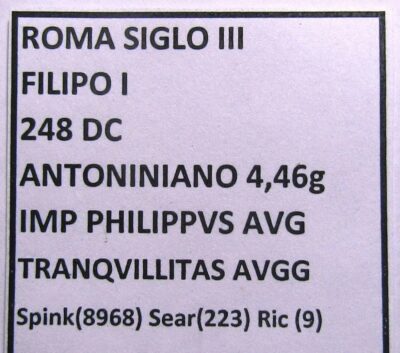 ROMA SIGLO III
FILIPO I
248 DC
ANTONINIANO 4,46g
IMP PHILIPPVS AVG
TRANQVILLITAS AVGG
Spink(8968) Sear(223) Ric (9)